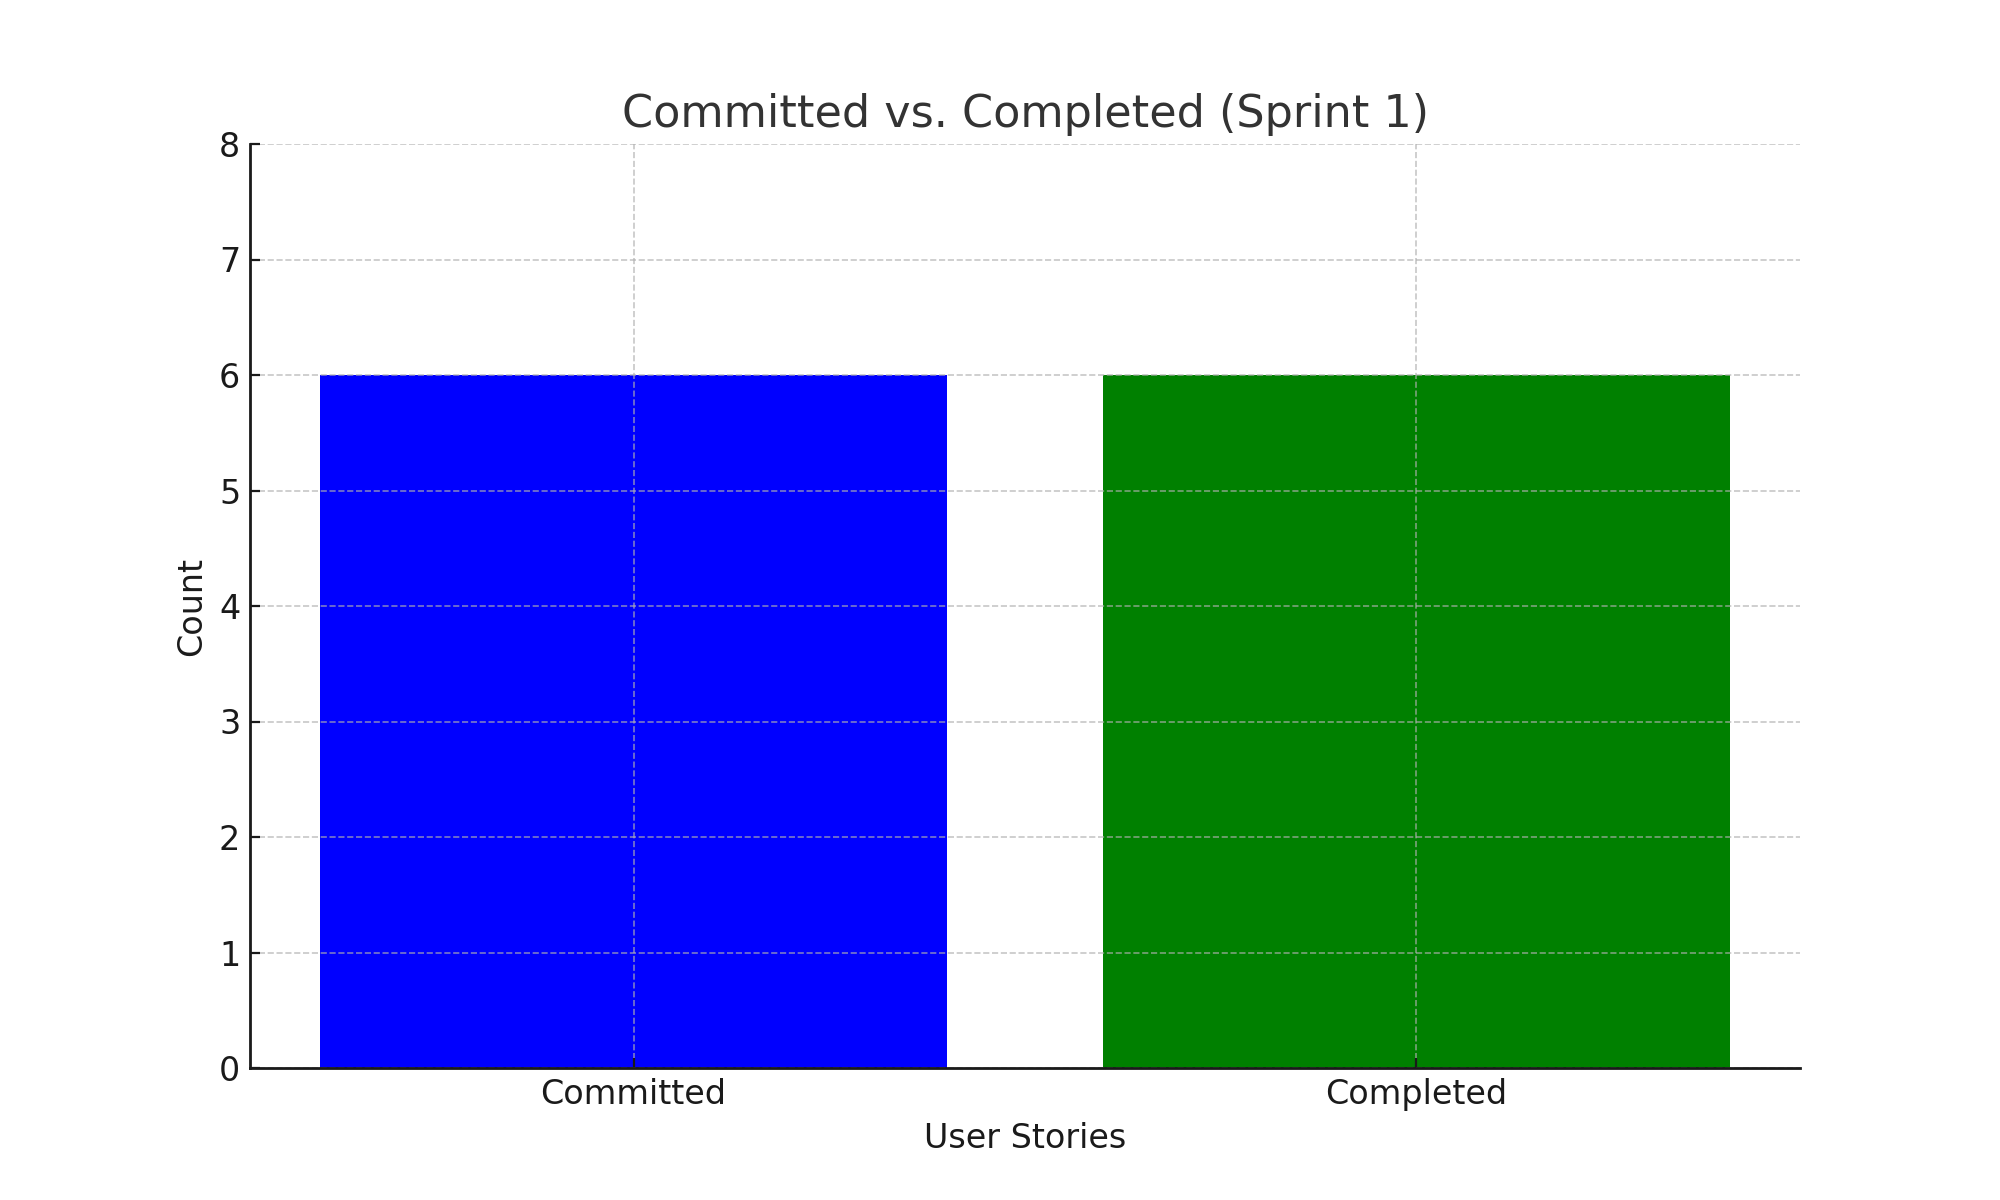 Committed vs. Completed (Sprint 1)
8
7
6
5
4
3
2
1
0
Count
Committed
Completed
User Stories